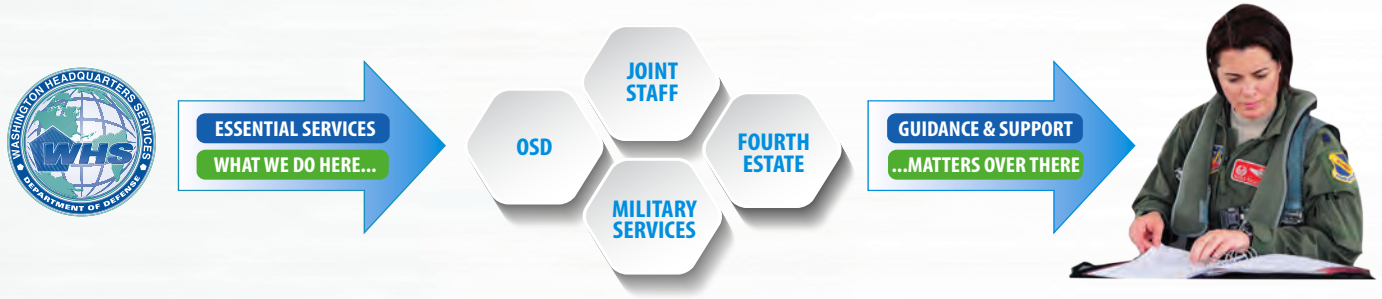 WASHINGTON HEADQUARTERS SERVICES
WHS
DEPARTMENT OF DEFENSE
ESSENTIAL SERVICES
WHAT WE DO HERE...
OSD
JOINT
STAFF
MILITARY
SERVICES
FOURTH
ESTATE
GUIDANCE & SUPPORT
...MATTERS OVER THERE